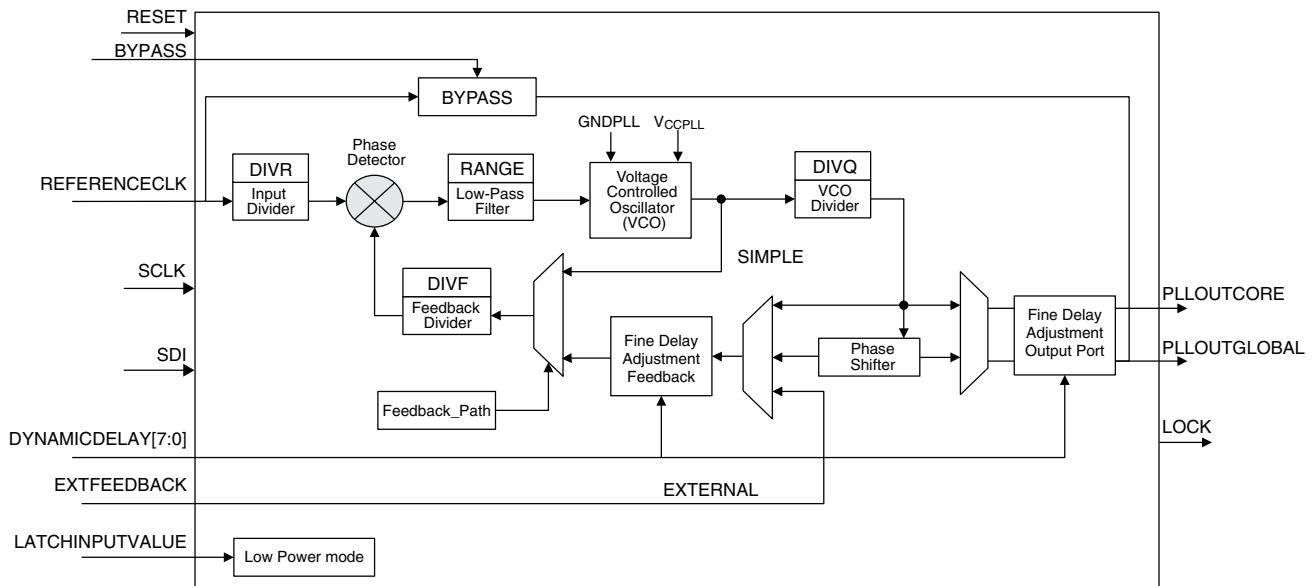 RESET
BYPASS
BYPASS
GNDPLL
VCCPLL
Phase
Detector
DIVR
Input
Divider
RANGE
Low-Pass
Filter
Voltage
Controlled
Oscillator
(VCO)
DIVQ
VCO
Divider
REFERENCECLK
SIMPLE
SCLK
DIVF
Feedback
Divider
PLLOUTCORE
Fine Delay
Adjustment
Output Port
Fine Delay
Adjustment
Feedback
Phase
Shifter
PLLOUTGLOBAL
SDI
Feedback_Path
DYNAMICDELAY[7:0]
LOCK
EXTFEEDBACK
EXTERNAL
LATCHINPUTVALUE
Low Power mode